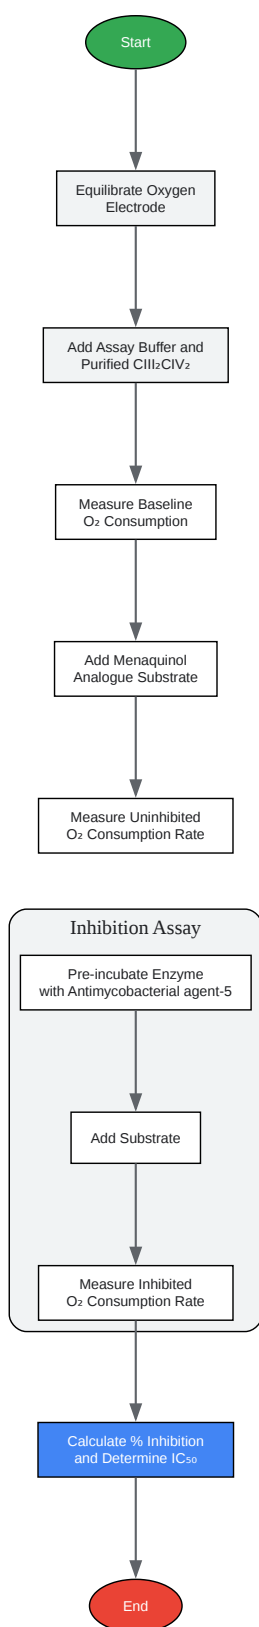 Start
Equilibrate Oxygen
Electrode
Add Assay Buffer and
Purified CIII₂CIV₂
Measure Baseline
O₂ Consumption
Add Menaquinol
Analogue Substrate
Measure Uninhibited
O₂ Consumption Rate
Inhibition Assay
Pre-incubate Enzyme
with Antimycobacterial agent-5
Add Substrate
Measure Inhibited
O₂ Consumption Rate
Calculate % Inhibition
and Determine IC₅₀
End